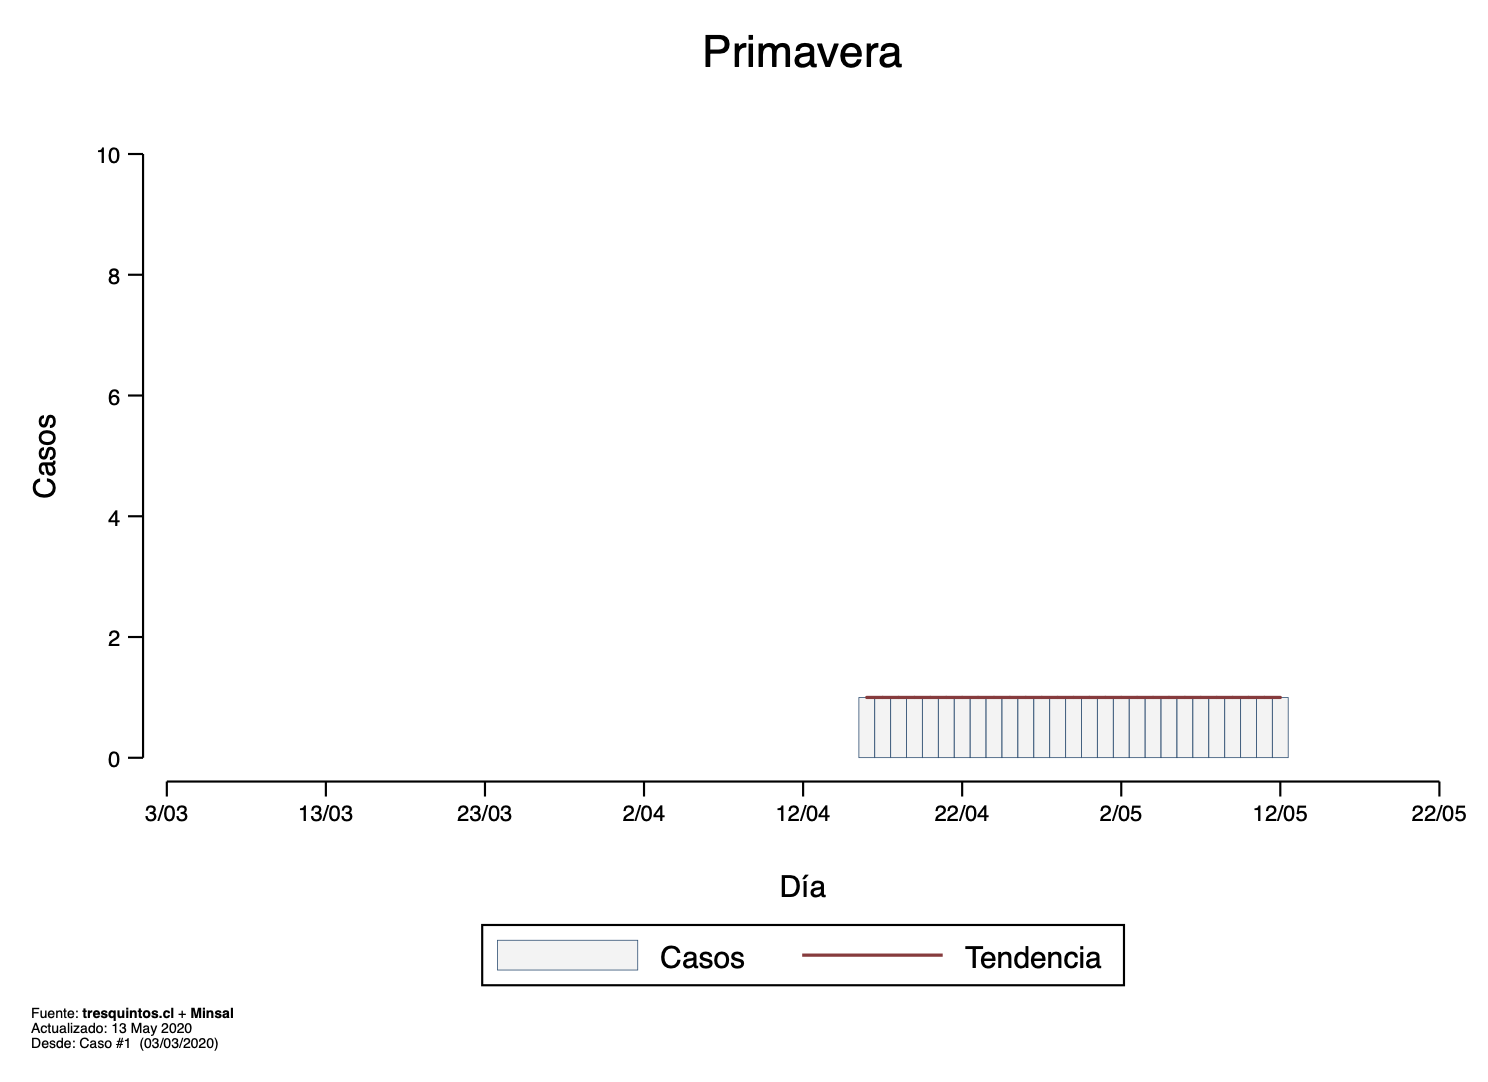 Primavera
10
8
6
4
2
0
Casos
3/03 13/03 23/03 2/04 12/04 22/04 2/05 12/05 22/05
Día
Casos Tendencia
Fuente: tresquintos.cl + Minsal
Actualizado: 13 May 2020
Desde: Caso #1 (03/03/2020)